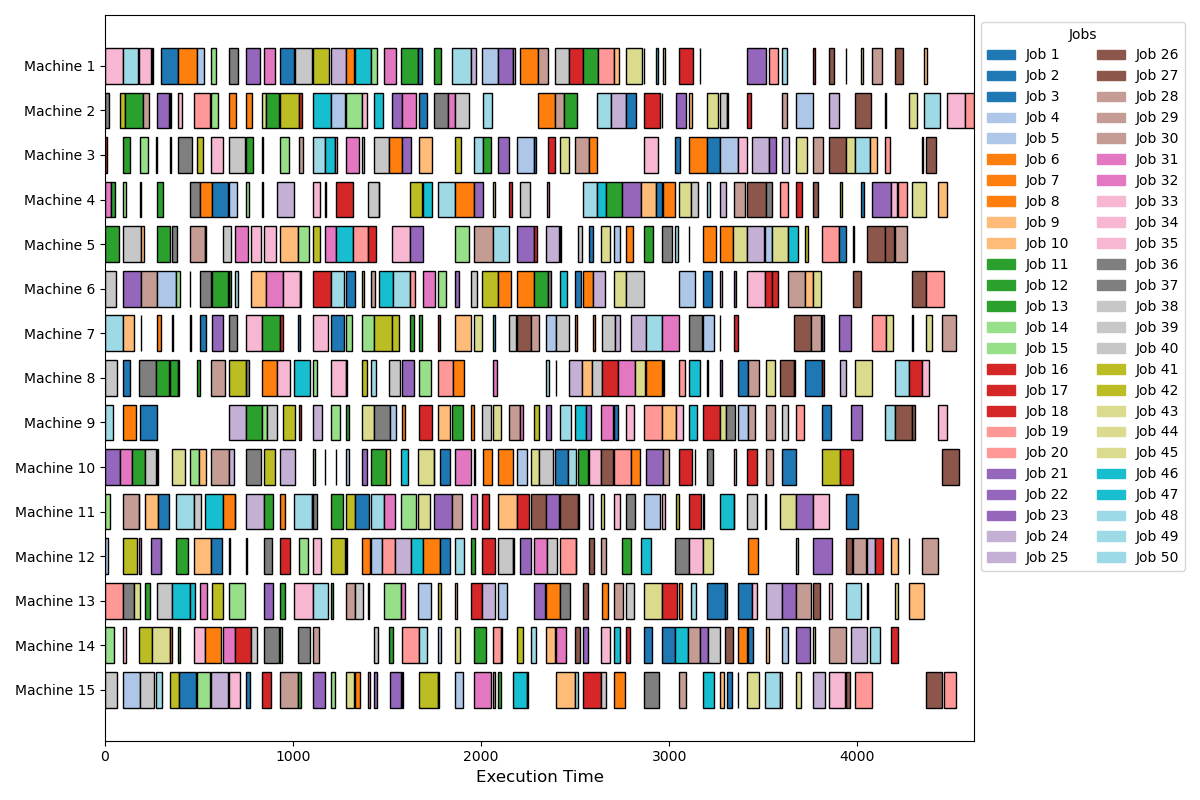 Machine 1
Machine 2
Machine 3
Machine 4
Machine 5
Machine 6
Machine 7
Machine 8
Machine 9
Machine 10
Machine 11
Machine 12
Machine 13
Machine 14
Machine 15
0 1000 2000 3000 4000
Execution Time
Jobs
Job 1 Job 26
Job 2 Job 27
Job 3 Job 28
Job 4 Job 29
Job 5 Job 30
Job 6 Job 31
Job 7 Job 32
Job 8 Job 33
Job 9 Job 34
Job 10 Job 35
Job 11 Job 36
Job 12 Job 37
Job 13 Job 38
Job 14 Job 39
Job 15 Job 40
Job 16 Job 41
Job 17 Job 42
Job 18 Job 43
Job 19 Job 44
Job 20 Job 45
Job 21 Job 46
Job 22 Job 47
Job 23 Job 48
Job 24 Job 49
Job 25 Job 50